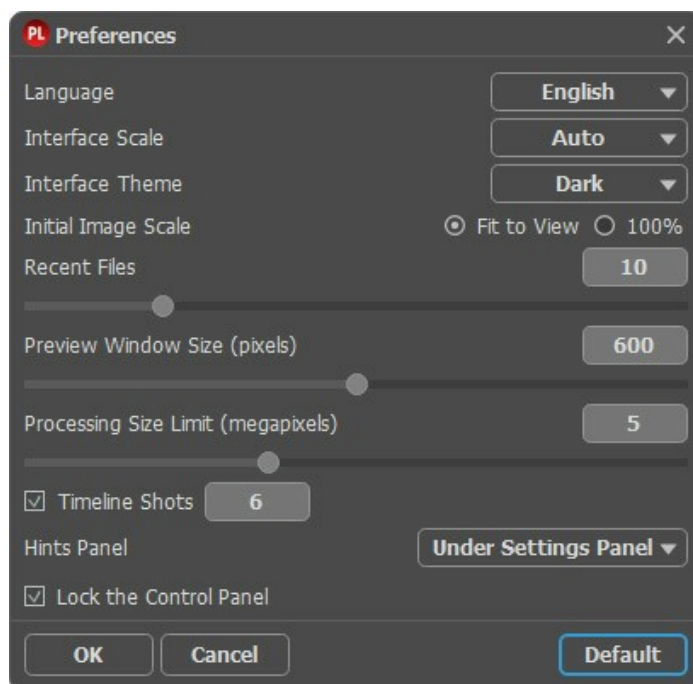 PL Preferences
Language English
Interface Scale Auto
Interface Theme Dark
Initial Image Scale Fit to View 100%
Recent Files 10
Preview Window Size (pixels) 600
Processing Size Limit (megapixels) 5
Timeline Shots 6
Hints Panel Under Settings Panel
Lock the Control Panel
OK Cancel Default